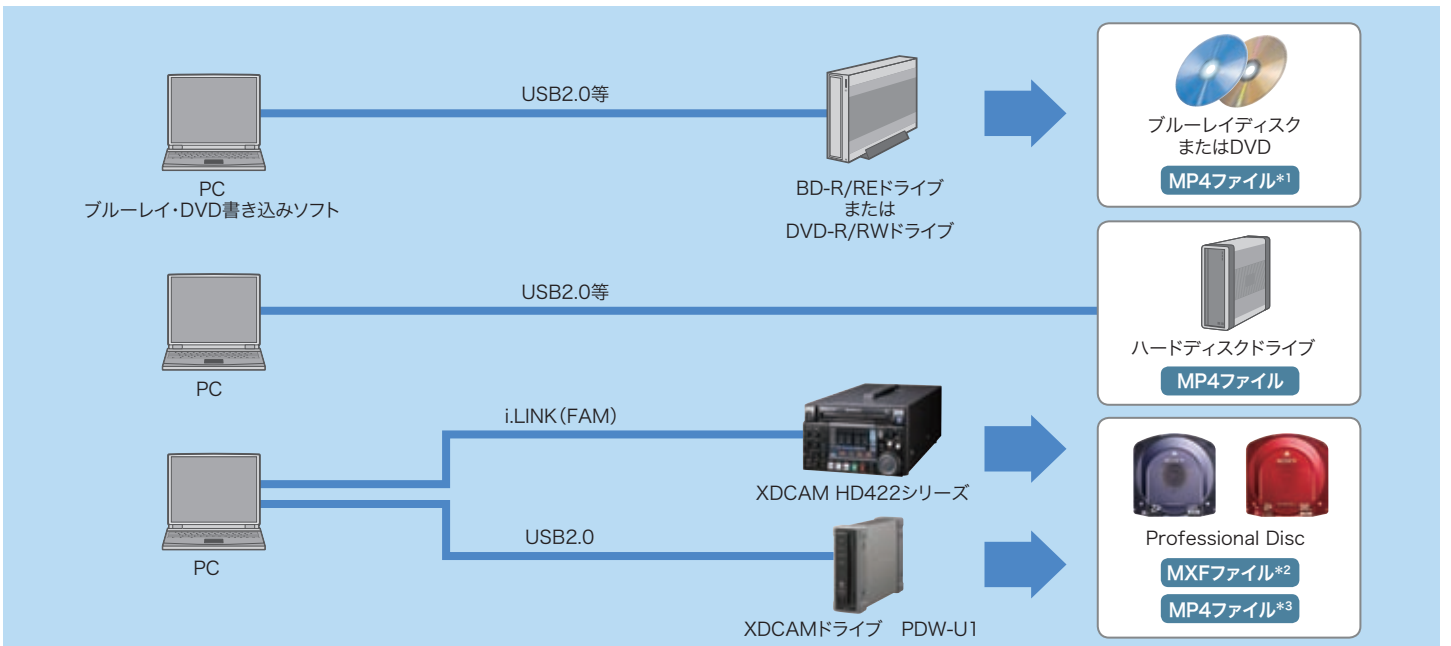 USB2.0等
PC
ブルーレイ・DVD書き込みソフト
BD-R/REドライブ
または
DVD-R/RWドライブ
ブルーレイディスク
またはDVD
MP4ファイル*1
USB2.0等
PC
ハードディスクドライブ
MP4ファイル
i.LINK(FAM)
XDCAM HD422シリーズ
PC
USB2.0
XDCAMドライブ　PDW-U1
Professional Disc
MXFファイル*2
MP4ファイル*3